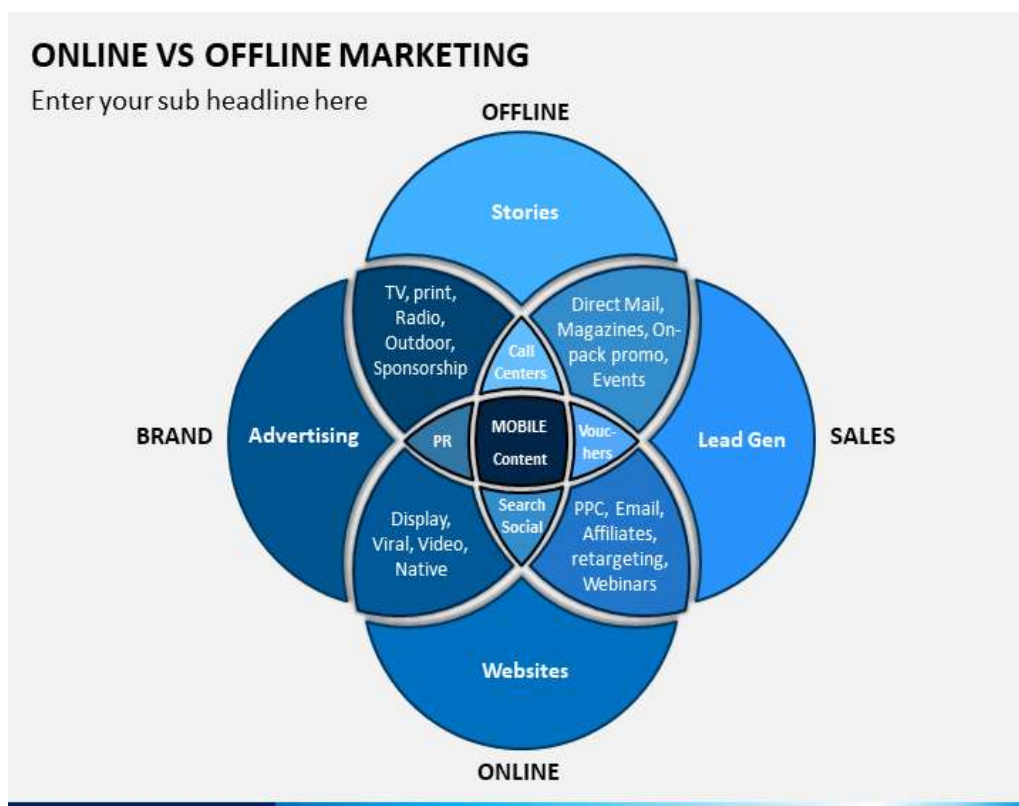 ONLINE VS OFFLINE MARKETING
Enter your sub headline here
OFFLINE
Stories
TV, print,
Radio,
Outdoor,
Sponsorship
Direct Mail,
Magazines, On-
pack promo,
Events
Call
Centers
BRAND
Advertising
PR
MOBILE
Content
Vouc-
hers
Lead Gen
SALES
Search
Social
Display,
Viral, Video,
Native
PPC, Email,
Affiliates,
retargeting,
Webinars
Websites
ONLINE